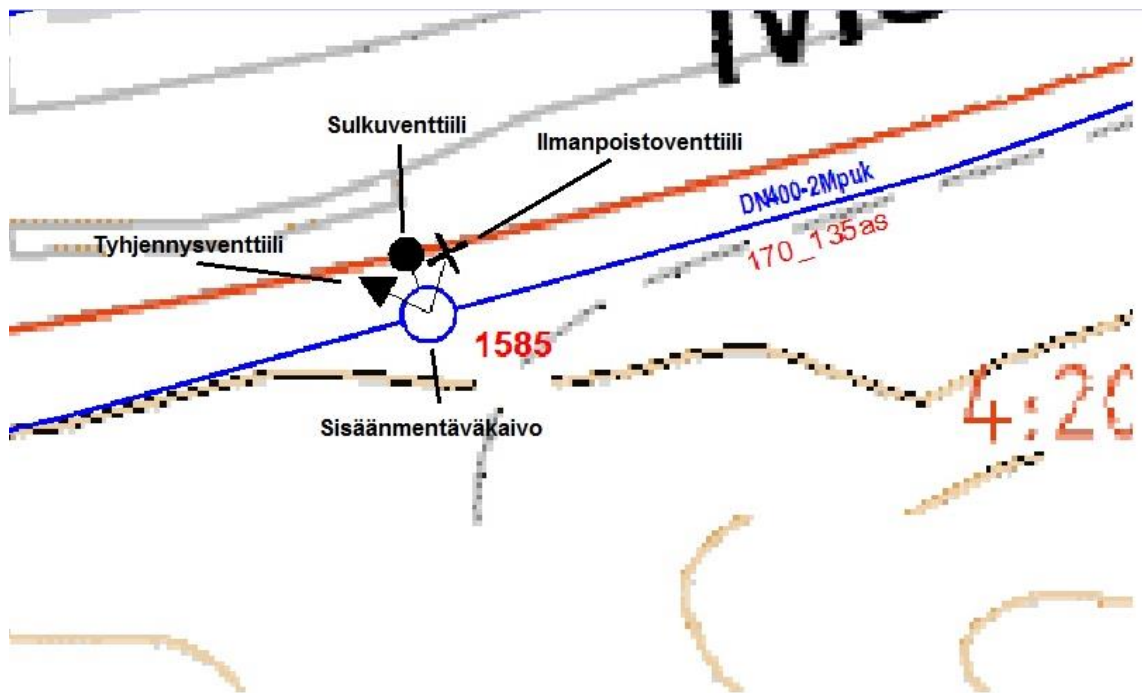 Sulkuventtiili
Ilmanpoistoventtiili
DN400-2Mpuk
Tyhjennysventtiili
170_135as
1585
4:20
Sisäänmentäväkaivo